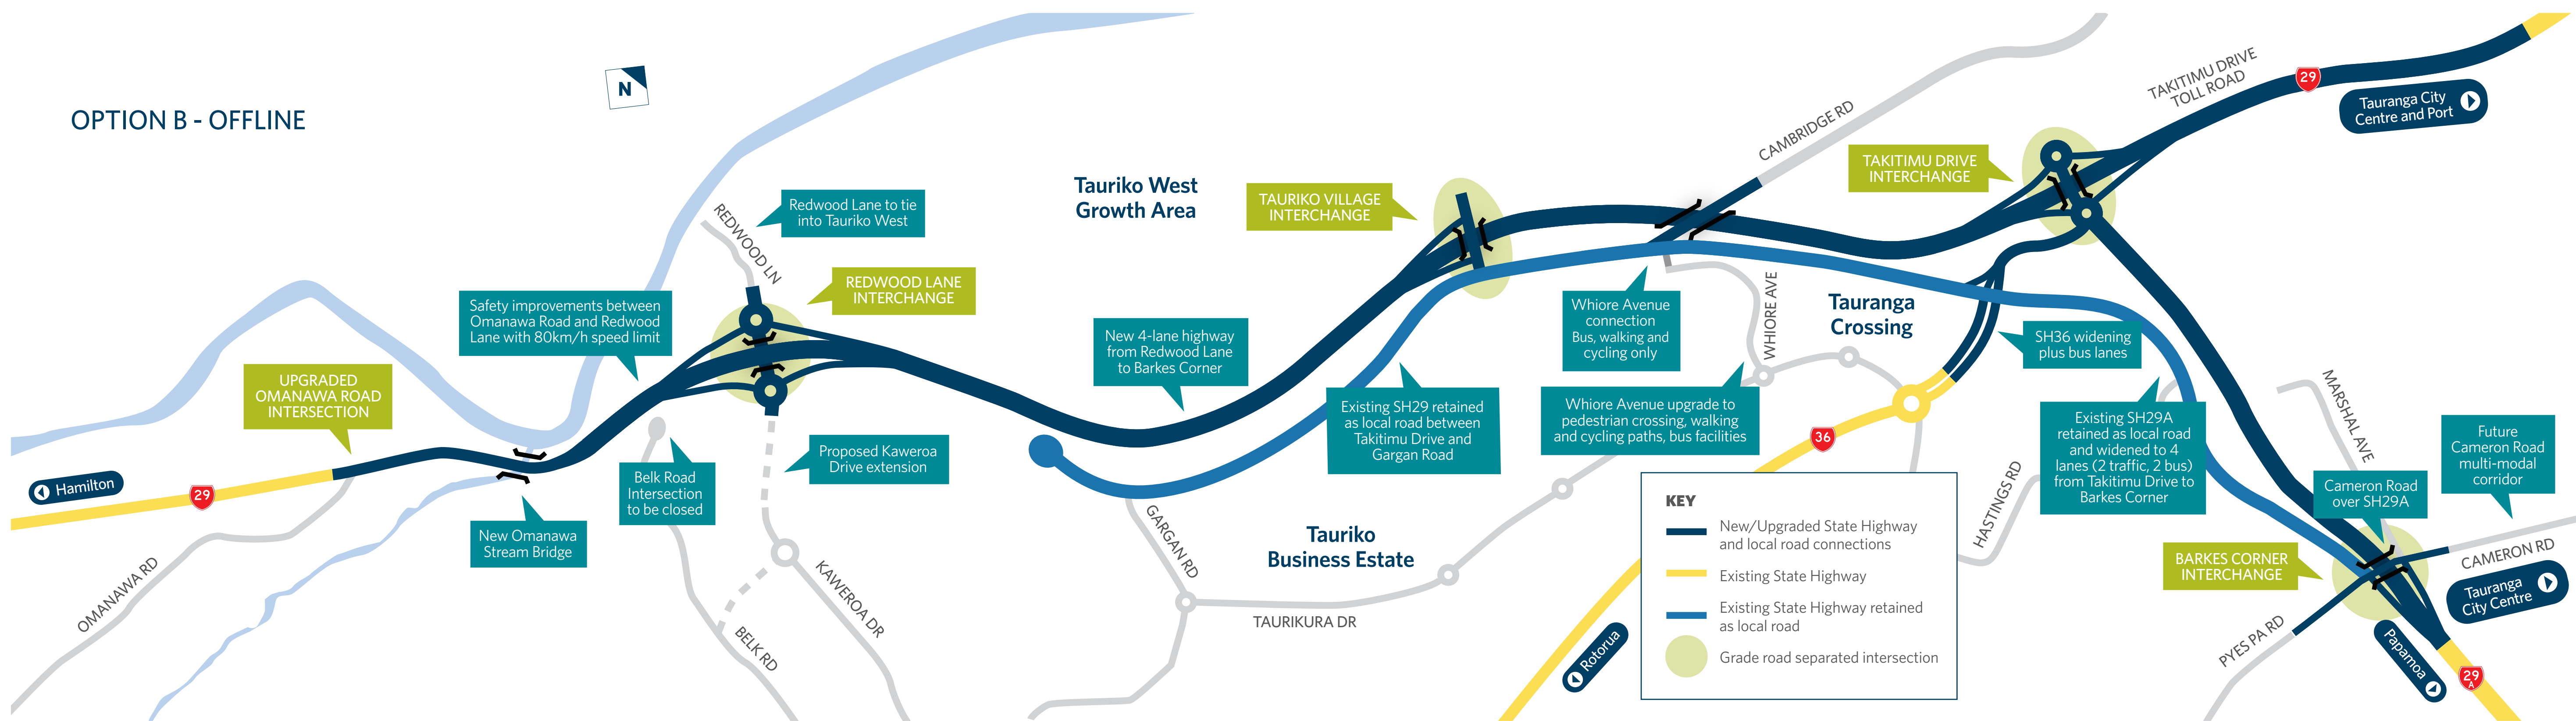 OPTION B - OFFLINE
N
Hamilton
29
UPGRADED
OMANAWA ROAD
INTERSECTION
OMANAWA RD
Safety improvements between
Omanawa Road and Redwood
Lane with 80km/h speed limit
New Omanawa
Stream Bridge
REDWOOD LN
Redwood Lane to tie
into Tauriko West
REDWOOD LANE
INTERCHANGE
Belk Road
Intersection
to be closed
Proposed Kaweroa
Drive extension
KAWEROA DR
BELK RD
Tauriko West
Growth Area
New 4-lane highway
from Redwood Lane
to Barkes Corner
GARGAN RD
TAURIKO VILLAGE
INTERCHANGE
Existing SH29 retained
as local road between
Takitimu Drive and
Gargan Road
Tauriko
Business Estate
TAURIKURA DR
Whiore Avenue
connection
Bus, walking and
cycling only
Whiore Avenue upgrade to
pedestrian crossing, walking
and cycling paths, bus facilities
WHIORE AVE
CAMBRIDGE RD
Tauranga
Crossing
36
Rotorua
KEY
New/Upgraded State Highway
and local road connections
Existing State Highway
Existing State Highway retained
as local road
Grade road separated intersection
TAKITIMU DRIVE
INTERCHANGE
TAKITIMU DRIVE
TOLL ROAD
29
Tauranga City
Centre and Port
SH36 widening
plus bus lanes
Existing SH29A
retained as local road
and widened to 4
lanes (2 traffic, 2 bus)
from Takitimu Drive to
Barkes Corner
HASTINGS RD
MARSHAL AVE
Cameron Road
over SH29A
Future
Cameron Road
multi-modal
corridor
BARKES CORNER
INTERCHANGE
CAMERON RD
Tauranga
City Centre
PYES PA RD
Papamoa
29
A